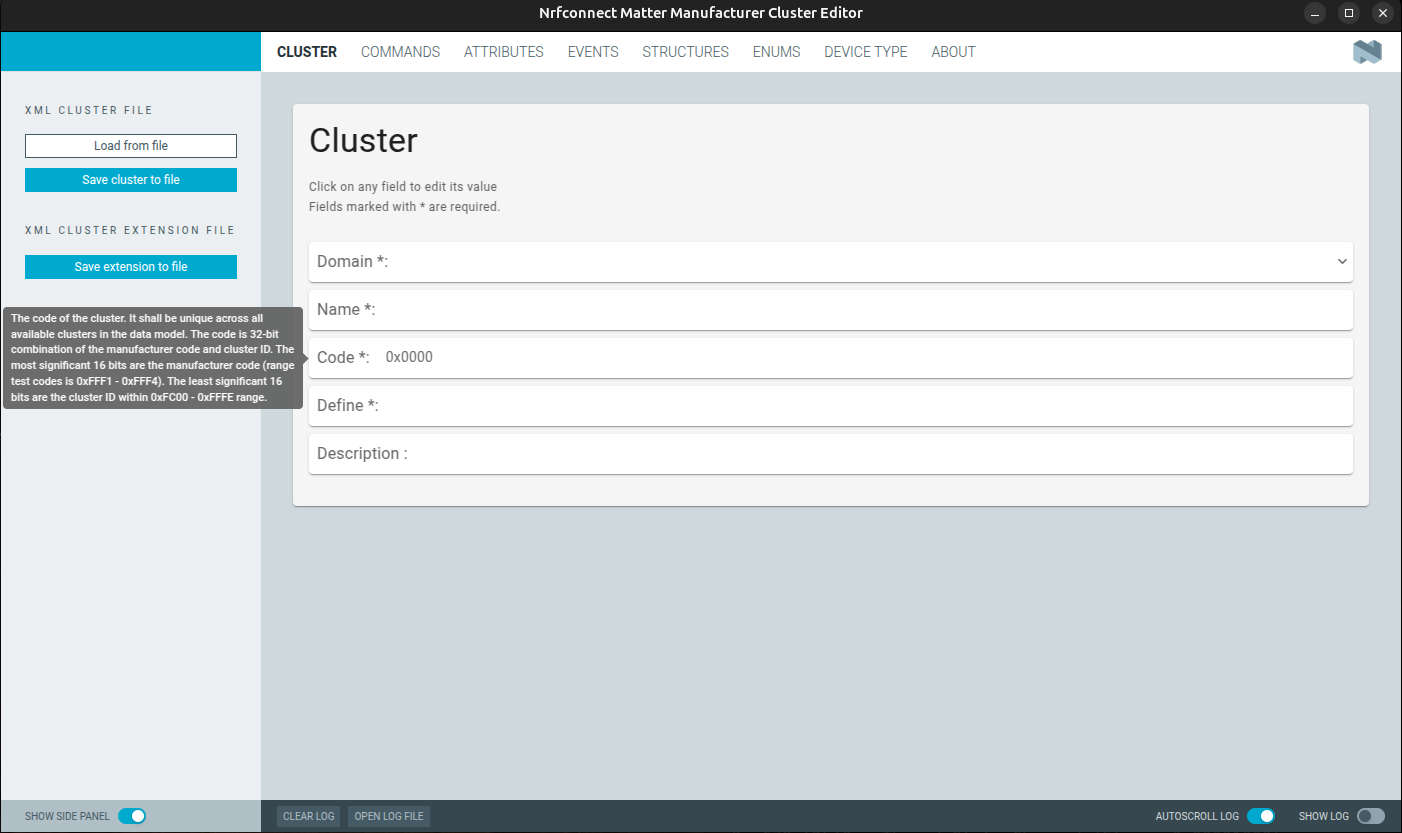 Nrfconnect Matter Manufacturer Cluster Editor
CLUSTER COMMANDS ATTRIBUTES EVENTS STRUCTURES ENUMS DEVICE TYPE ABOUT
XML CLUSTER FILE
Load from file
Save cluster to file
XML CLUSTER EXTENSION FILE
Save extension to file
The code of the cluster. It shall be unique across all
available clusters in the data model. The code is 32-bit
combination of the manufacturer code and cluster ID. The
most significant 16 bits are the manufacturer code (range
test codes is 0xFFF1 - 0xFFF4). The least significant 16
bits are the cluster ID within 0xFC00 - 0xFFFE range.
Cluster
Click on any field to edit its value
Fields marked with * are required.
Domain *:
Name *:
Code *: 0x0000
Define *:
Description :
SHOW SIDE PANEL
CLEAR LOG OPEN LOG FILE AUTOSCROLL LOG SHOW LOG